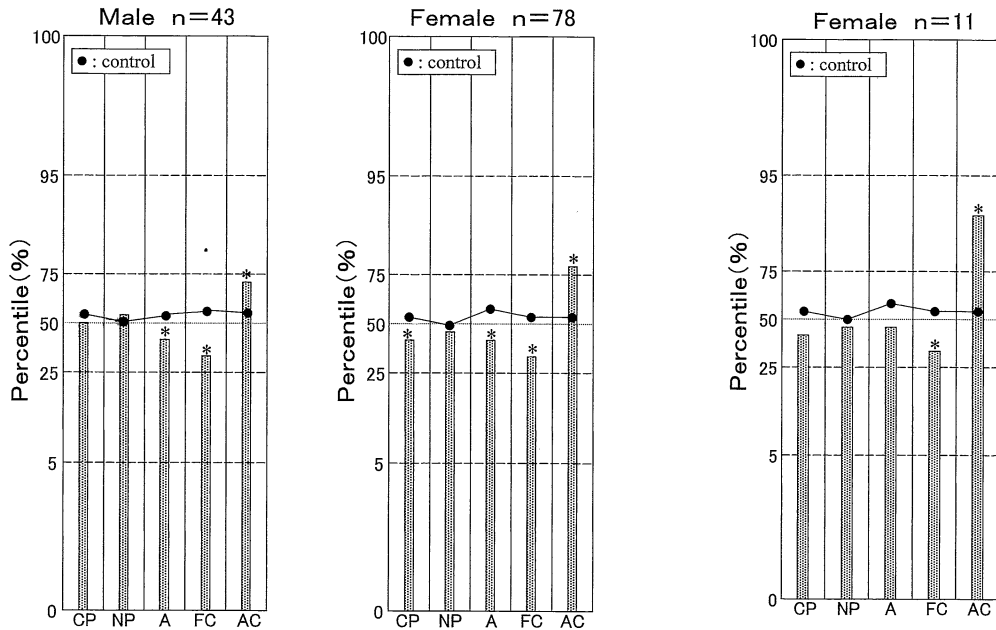 Male n=43
100
● : control
95
75
50
25
5
0
Percentile(%)
*
*
*
CP NP A FC AC
Female n=78
100
● : control
95
75
50
25
5
0
Percentile(%)
*
*
*
*
CP NP A FC AC
Female n=11
100
● : control
95
75
50
25
5
0
Percentile(%)
*
*
CP NP A FC AC